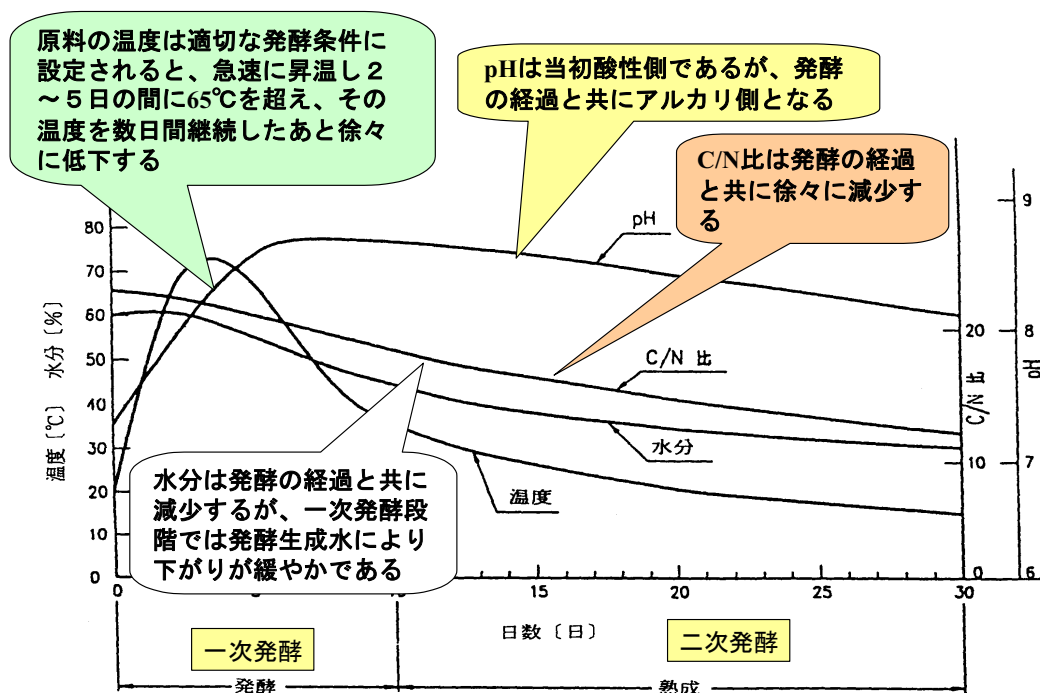 原料の温度は適切な発酵条件に
設定されると、急速に昇温し２
～５日の間に65℃を超え、その
温度を数日間継続したあと徐々
に低下する
pHは当初酸性側であるが、発酵
の経過と共にアルカリ側となる
C/N比は発酵の経過
と共に徐々に減少す
る
水分は発酵の経過と共に
減少するが、一次発酵段
階では発酵生成水により
下がりが緩やかである
pH
C/N 比
水分
温度
温度〔℃〕 水分〔%〕
80
70
60
50
40
30
20
10
0
C/N 比
20
10
0
pH
9
8
7
6
0
15
20
25
30
日数〔日〕
一次発酵
二次発酵
発酵
熟成